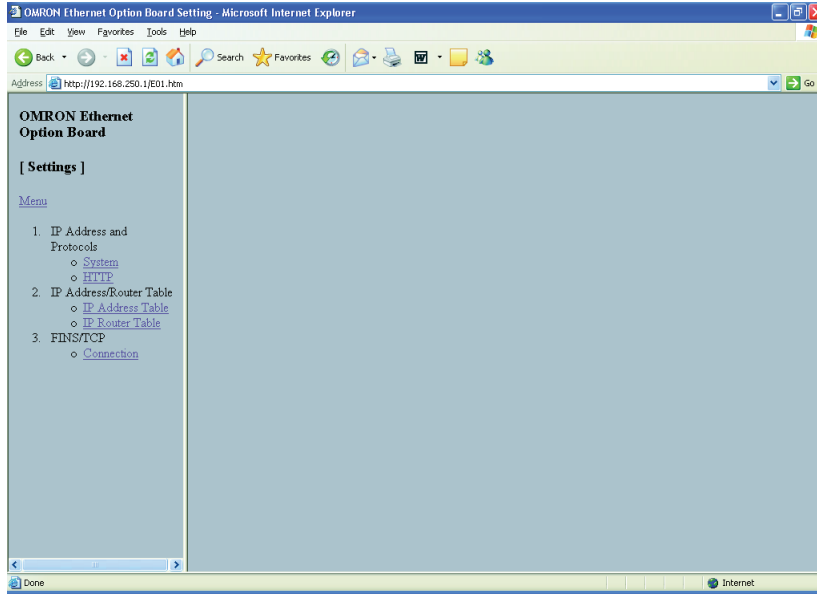 OMRON Ethernet Option Board Setting - Microsoft Internet Explorer
File Edit View Favorites Tools Help
Back Search Favorites
Address http://192.168.250.1/E01.htm Go
OMRON Ethernet
Option Board
[ Settings ]
Menu
1. IP Address and
Protocols
System
HTTP
2. IP Address/Router Table
IP Address Table
IP Router Table
3. FINS/TCP
Connection
Done Internet